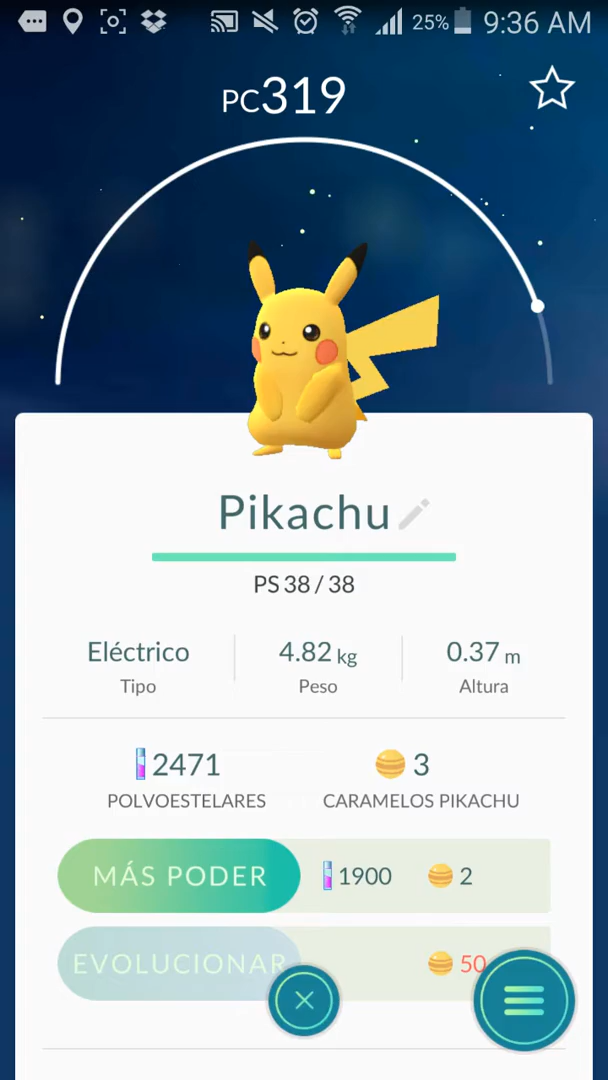 25% 9:36 AM
PC319
Pikachu
PS 38 / 38
Eléctrico 4.82 kg 0.37 m
Tipo Peso Altura
2471 3
POLVOESTELARES CARAMELOS PIKACHU
MÁS PODER 1900 2
EVOLUCIONAR 50